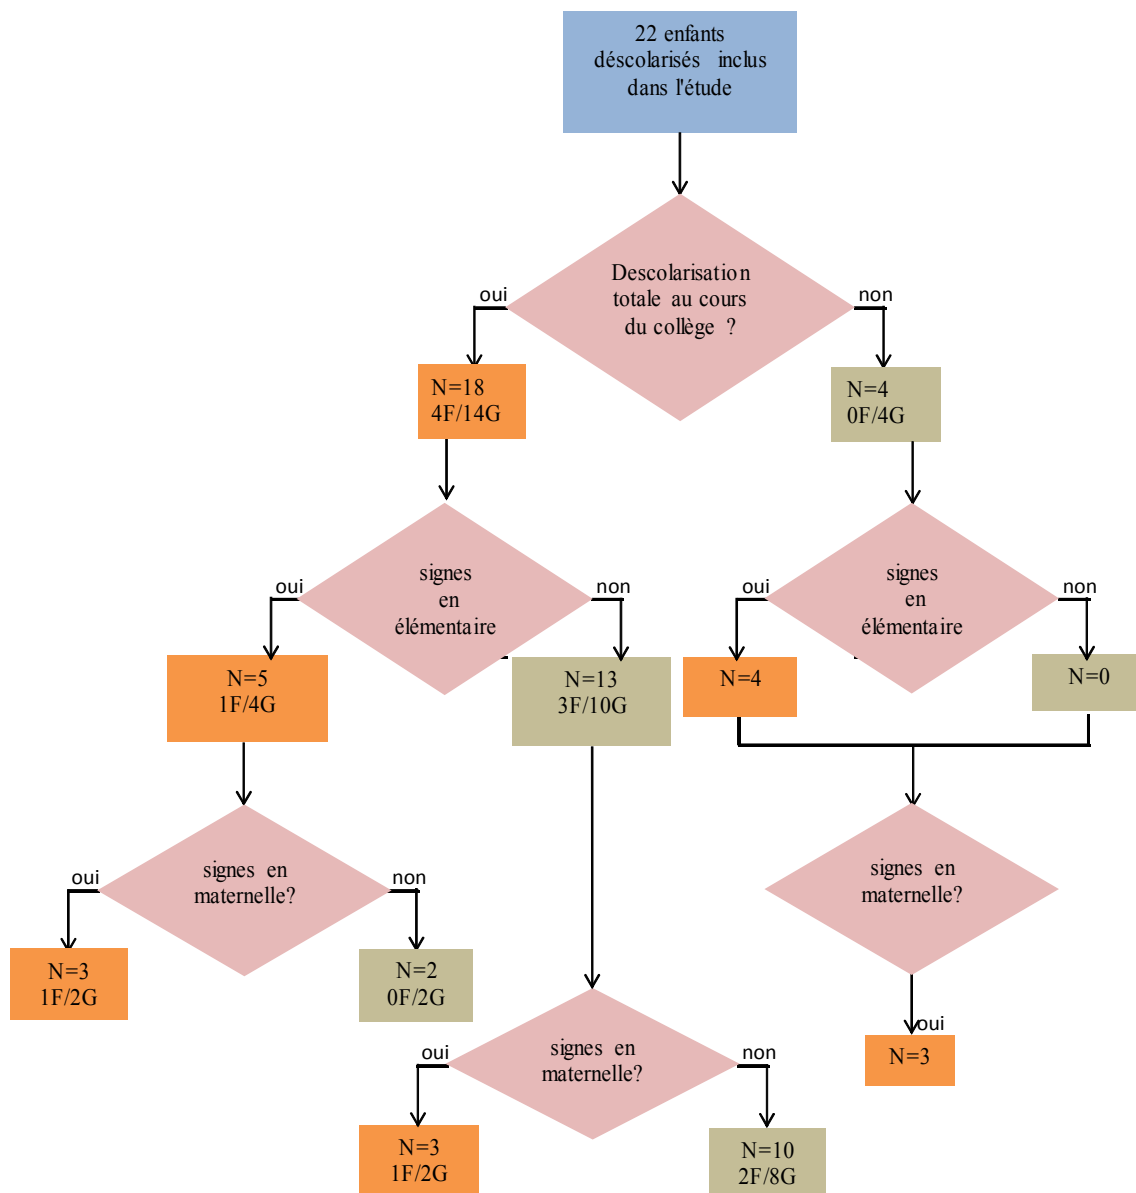 22 enfants
déscolarisés inclus
dans l'étude
Descolarisation
totale au cours
du collège ?
oui
non
N=18
4F/14G
N=4
0F/4G
signes
en
élémentaire
oui
non
signes
en
élémentaire
oui
non
N=5
1F/4G
N=13
3F/10G
N=4
N=0
signes en
maternelle?
oui
non
signes en
maternelle?
oui
N=3
1F/2G
N=2
0F/2G
N=3
signes en
maternelle?
oui
non
N=3
1F/2G
N=10
2F/8G